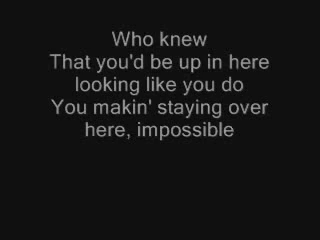 Who knew
That you'd be up in here
looking like you do
You makin' staying over
here, impossible